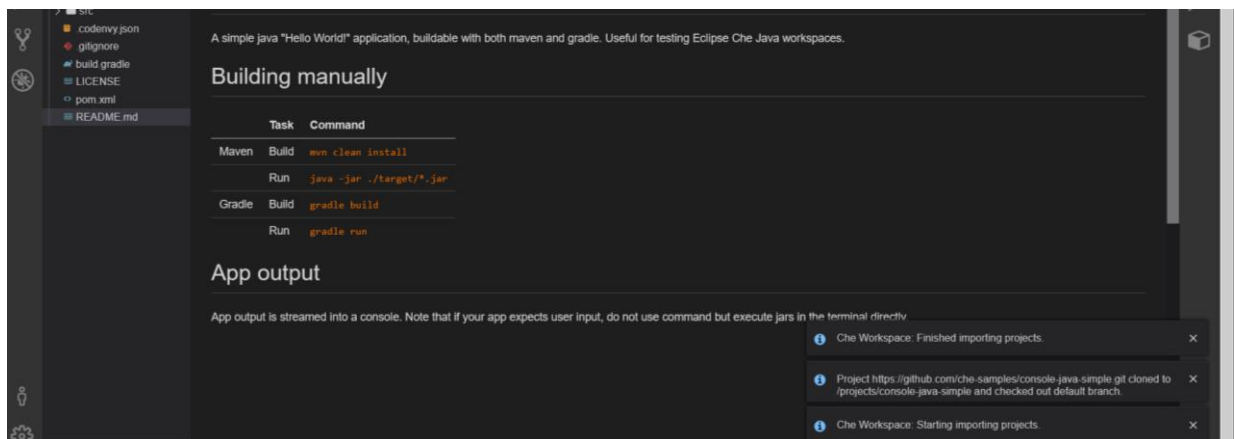 src
.codenvy.json
.gitignore
build.gradle
LICENSE
pom.xml
README.md
A simple java "Hello World!" application, buildable with both maven and gradle. Useful for testing Eclipse Che Java workspaces.
Building manually
Task Command
Maven Build mvn clean install
Run java -jar ./target/*.jar
Gradle Build gradle build
Run gradle run
App output
App output is streamed into a console. Note that if your app expects user input, do not use command but execute jars in the terminal directly
Che Workspace: Finished importing projects.
Project https://github.com/che-samples/console-java-simple.git cloned to
/projects/console-java-simple and checked out default branch.
Che Workspace: Starting importing projects.